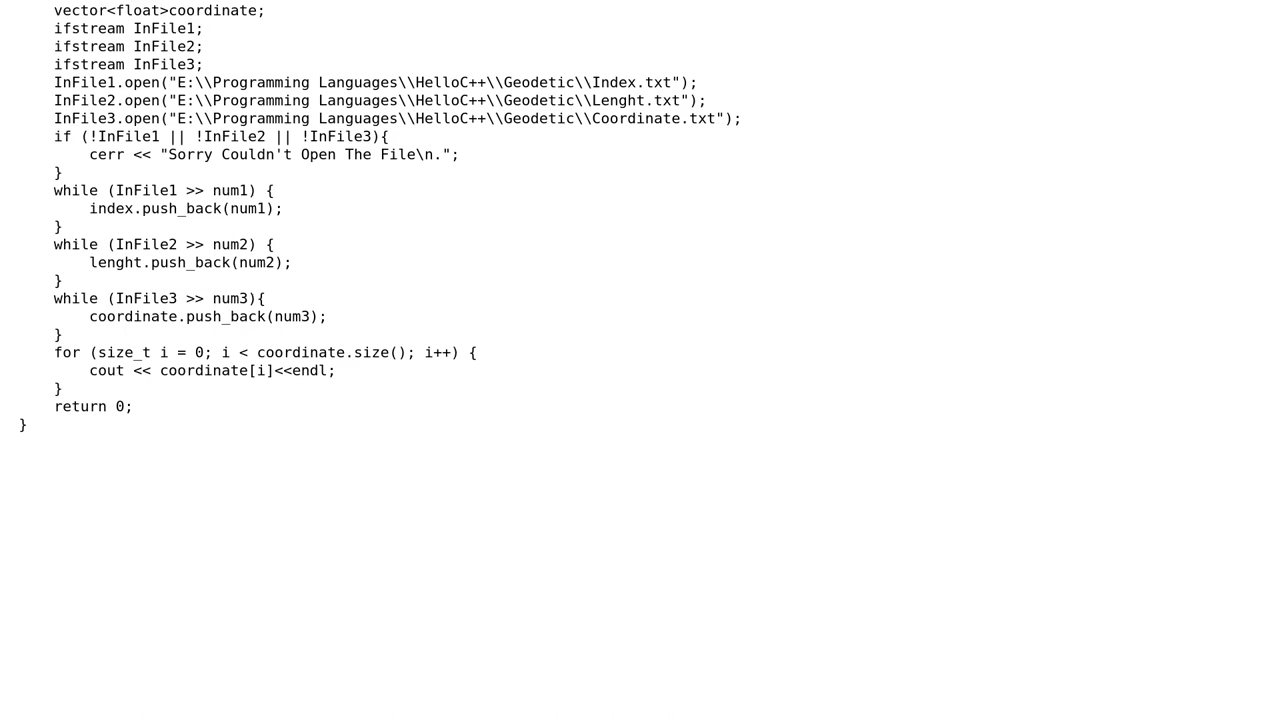 vector<float>coordinate;
ifstream InFile1;
ifstream InFile2;
ifstream InFile3;
InFile1.open("E:\\Programming Languages\\HelloC++\\Geodetic\\Index.txt");
InFile2.open("E:\\Programming Languages\\HelloC++\\Geodetic\\Lenght.txt");
InFile3.open("E:\\Programming Languages\\HelloC++\\Geodetic\\Coordinate.txt");
if (!InFile1 || !InFile2 || !InFile3){
    cerr << "Sorry Couldn't Open The File\n.";
}
while (InFile1 >> num1) {
    index.push_back(num1);
}
while (InFile2 >> num2) {
    lenght.push_back(num2);
}
while (InFile3 >> num3){
    coordinate.push_back(num3);
}
for (size_t i = 0; i < coordinate.size(); i++) {
    cout << coordinate[i]<<endl;
}
return 0;
}